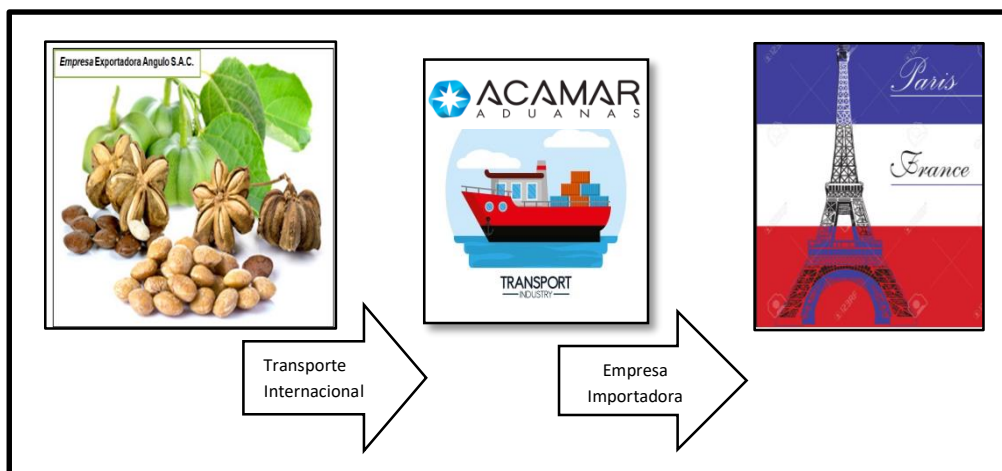 Empresa Exportadora Angulo S.A.C.
ACAMAR
ADUANAS
TRANSPORT
INDUSTRY
Paris
France
Transporte
Internacional
Empresa
Importadora